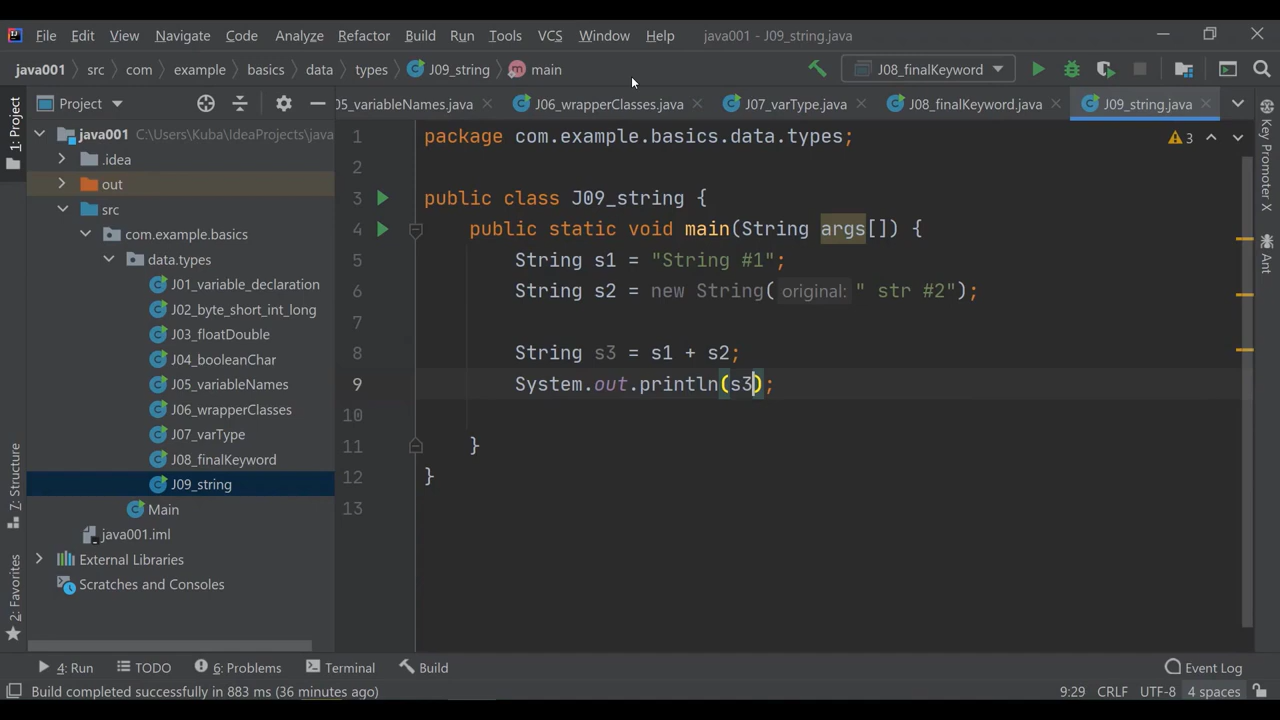 File Edit View Navigate Code Analyze Refactor Build Run Tools VCS Window Help java001 - J09_string.java
java001 src com example basics data types J09_string main J08_finalKeyword
Project
05_variableNames.java J06_wrapperClasses.java J07_varType.java J08_finalKeyword.java J09_string.java
1: Project
7: Structure
2: Favorites
java001 C:\Users\Kuba\IdeaProjects\java
.idea
out
src
com.example.basics
data.types
J01_variable_declaration
J02_byte_short_int_long
J03_floatDouble
J04_booleanChar
J05_variableNames
J06_wrapperClasses
J07_varType
J08_finalKeyword
J09_string
Main
java001.iml
External Libraries
Scratches and Consoles
1 package com.example.basics.data.types;
2
3 public class J09_string {
4 public static void main(String args[]) {
5 String s1 = "String #1";
6 String s2 = new String( original: " str #2");
7
8 String s3 = s1 + s2;
9 System.out.println(s3);
10
11 }
12 }
13
3
Key Promoter X
Ant
4: Run TODO 6: Problems Terminal Build Event Log
Build completed successfully in 883 ms (36 minutes ago) 9:29 CRLF UTF-8 4 spaces